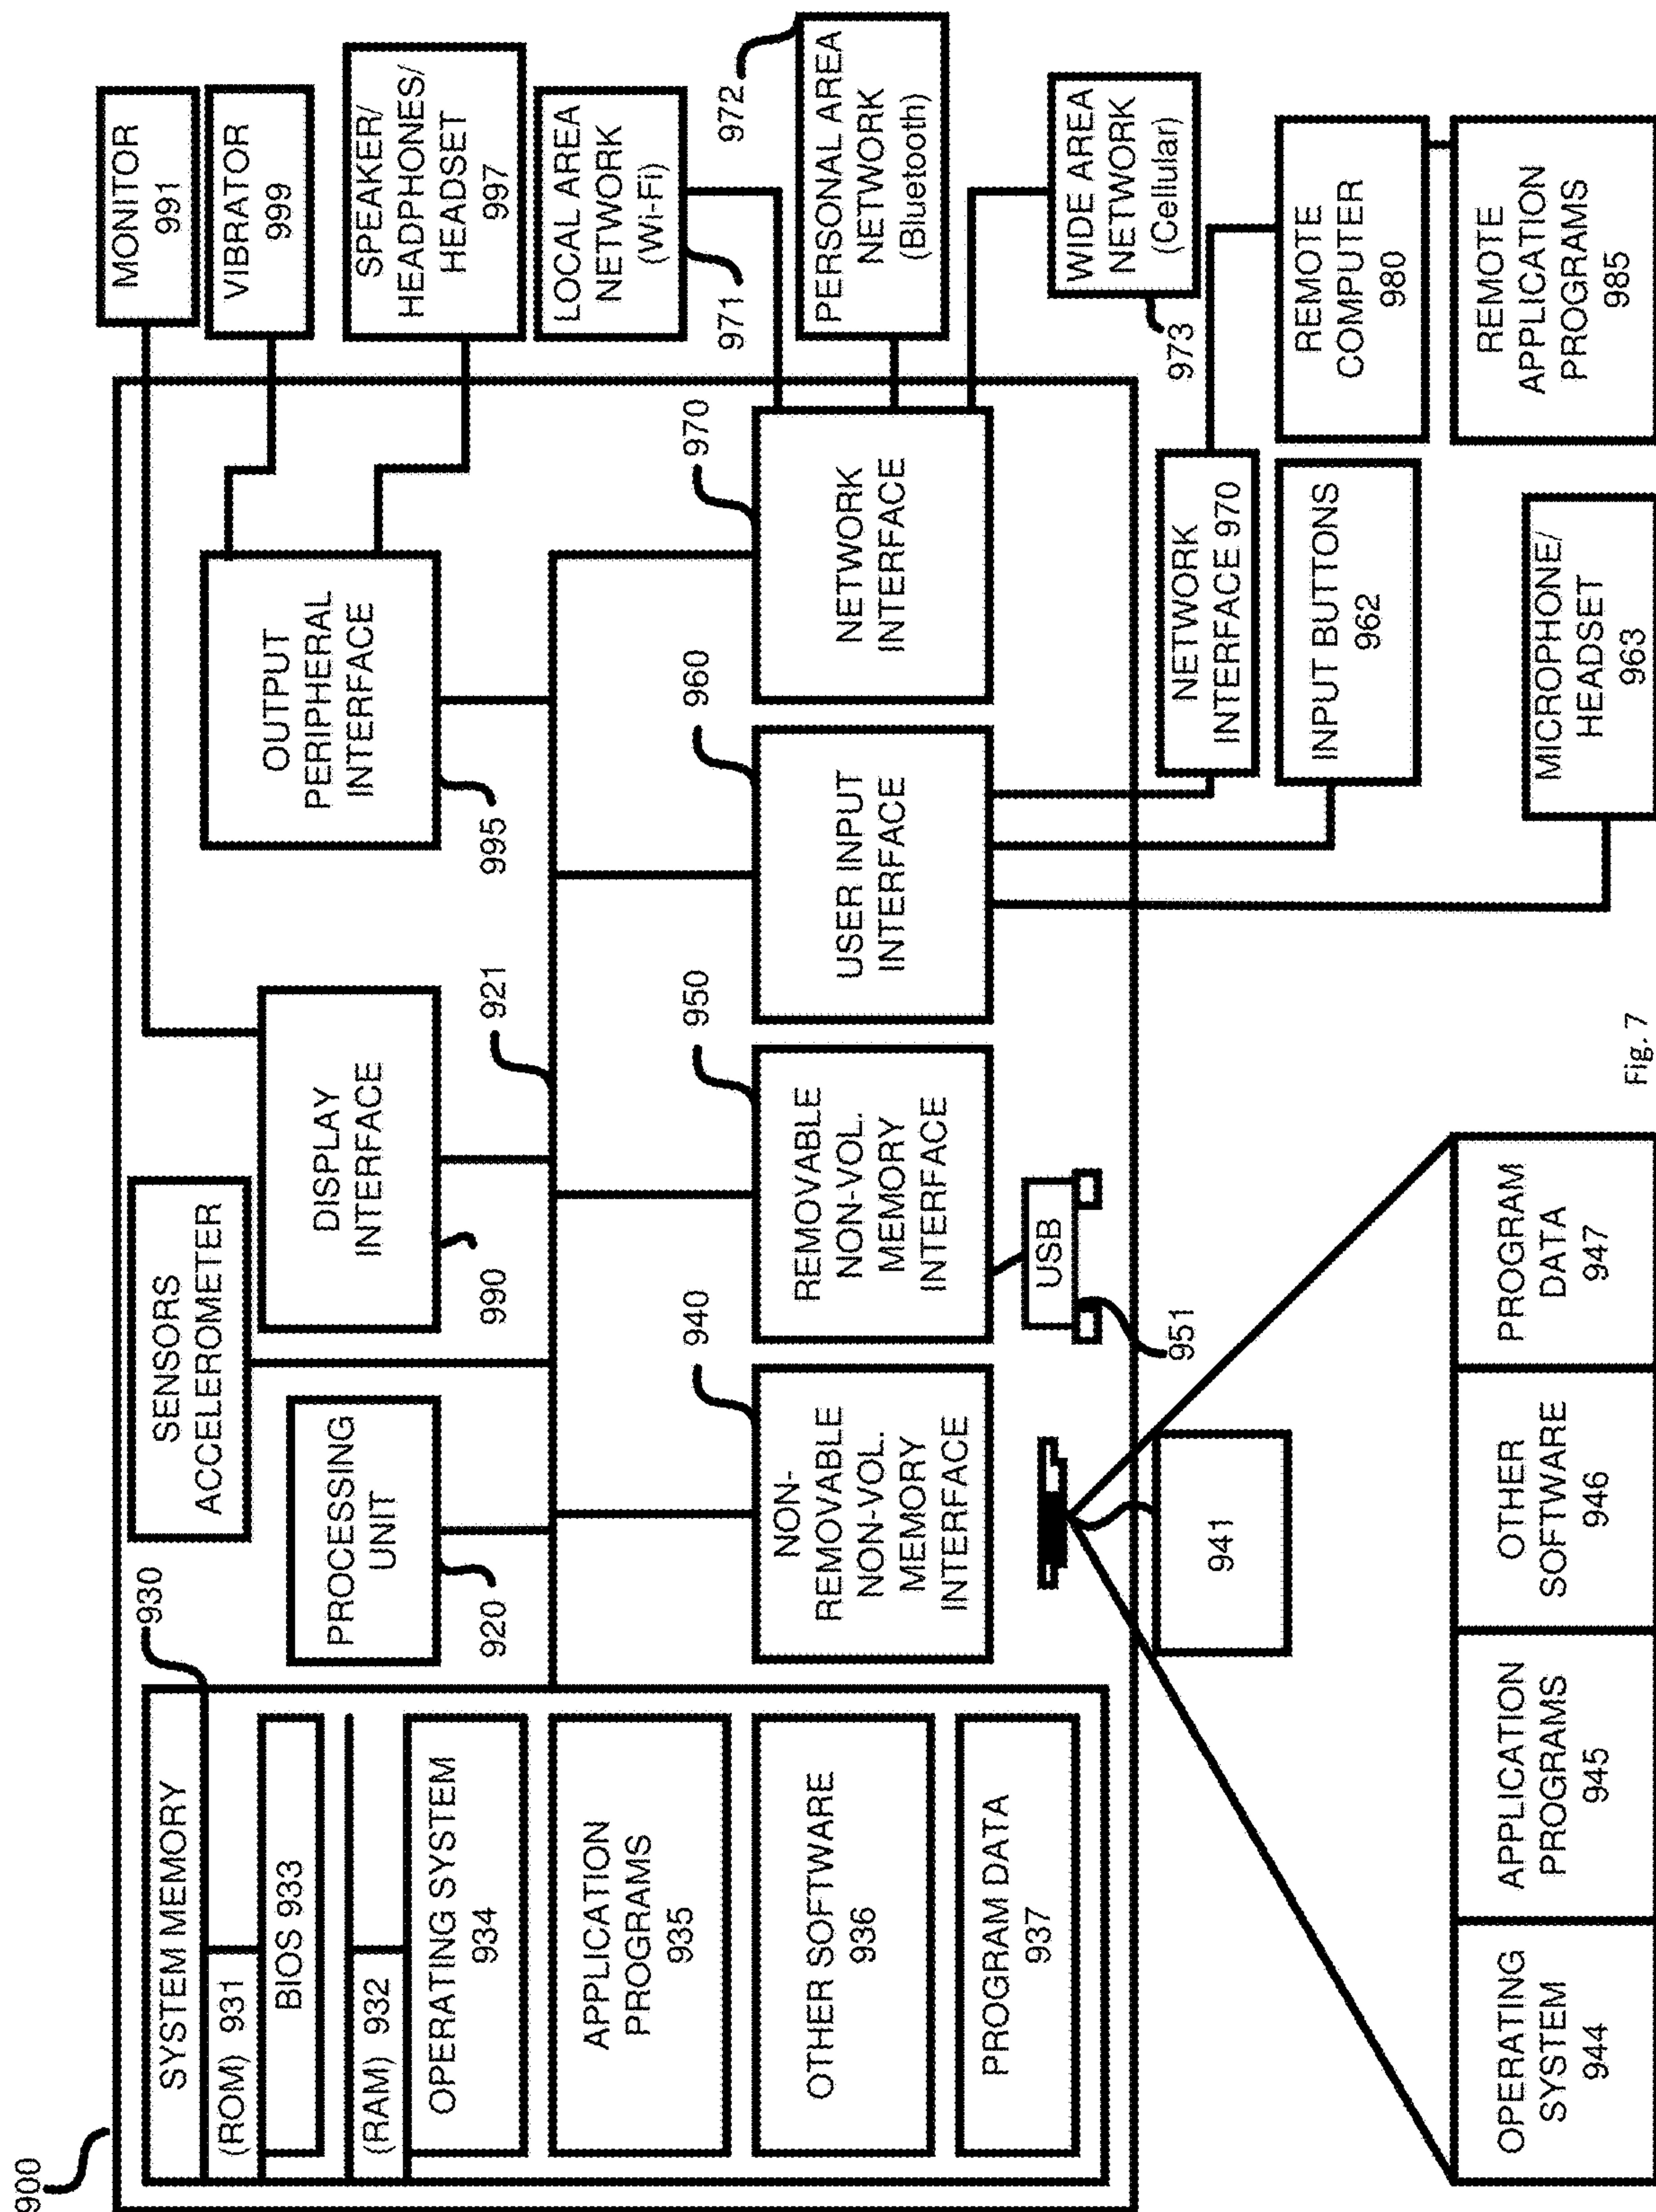 900
SYSTEM MEMORY
930
(ROM) 931
BIOS 933
(RAM) 932
OPERATING SYSTEM
934
APPLICATION
PROGRAMS
935
OTHER SOFTWARE
936
PROGRAM DATA
937
SENSORS
ACCELEROMETER
PROCESSING
UNIT
920
DISPLAY
INTERFACE
990
921
OUTPUT
PERIPHERAL
INTERFACE
995
MONITOR
991
VIBRATOR
999
SPEAKER/
HEADPHONES/
HEADSET
997
NON-
REMOVABLE
NON-VOL.
MEMORY
INTERFACE
940
REMOVABLE
NON-VOL.
MEMORY
INTERFACE
950
USER INPUT
INTERFACE
960
NETWORK
INTERFACE
970
LOCAL AREA
NETWORK
(Wi-Fi)
971
PERSONAL AREA
NETWORK
(Bluetooth)
972
WIDE AREA
NETWORK
(Cellular)
973
USB
951
941
NETWORK
INTERFACE 970
REMOTE
COMPUTER
980
INPUT BUTTONS
962
REMOTE
APPLICATION
PROGRAMS
985
MICROPHONE/
HEADSET
963
OPERATING
SYSTEM
944
APPLICATION
PROGRAMS
945
OTHER
SOFTWARE
946
PROGRAM
DATA
947
Fig. 7